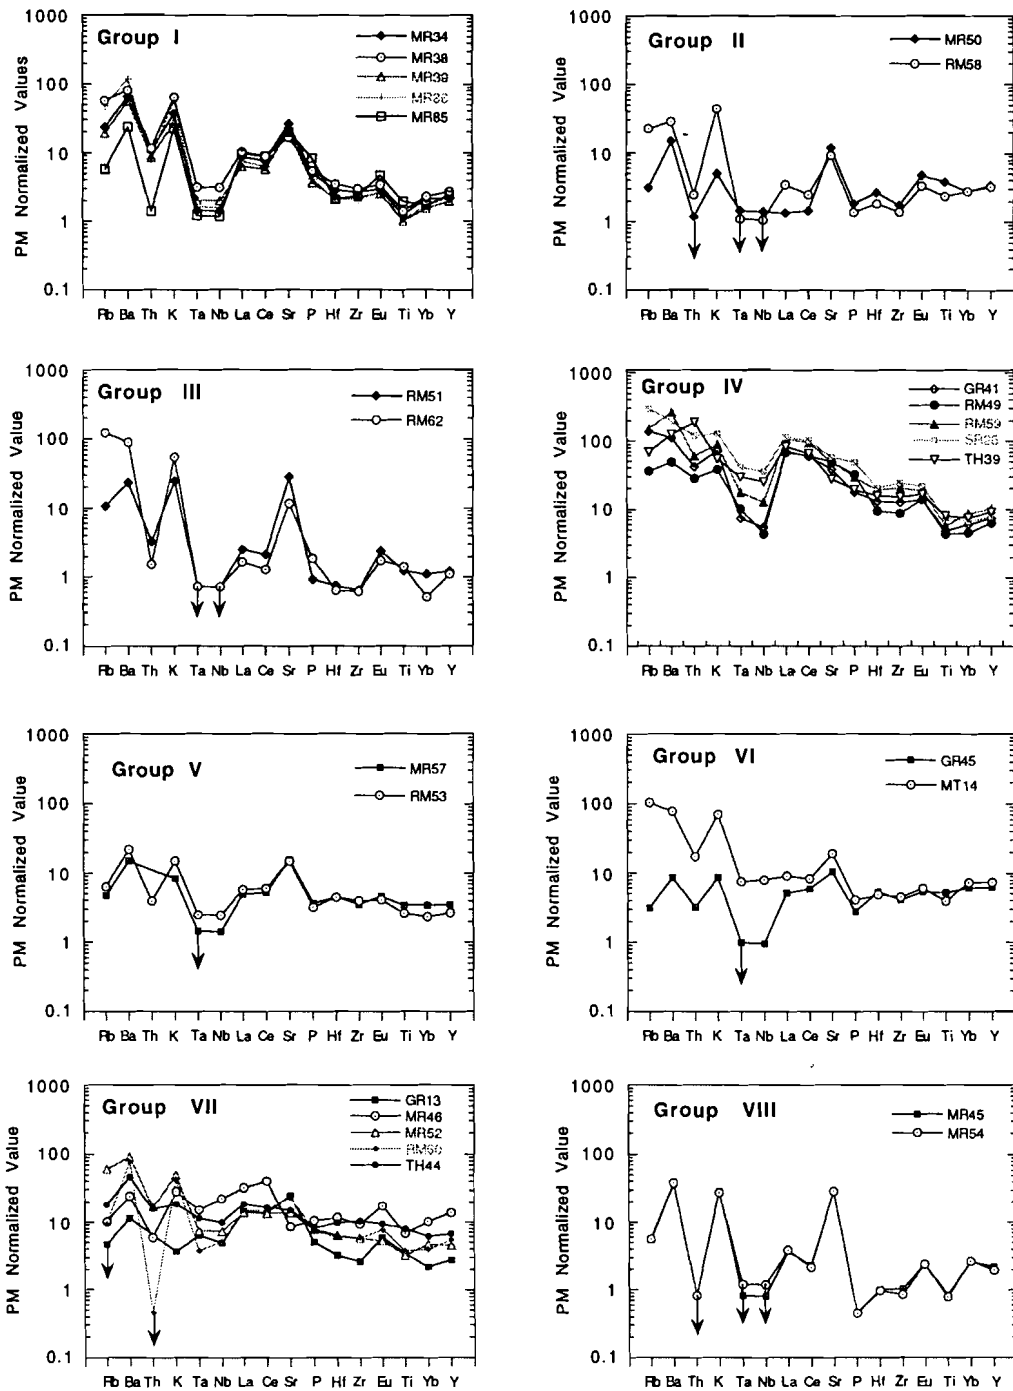 Group I
MR34
MR38
MR39
MR85
PM Normalized Values
1000
100
10
1
0.1
Rb Ba Th K Ta Nb La Ce Sr P Hf Zr Eu Ti Yb Y
Group II
MR50
RM58
PM Normalized Value
1000
100
10
1
0.1
Rb Ba Th K Ta Nb La Ce Sr P Hf Zr Eu Ti Yb Y
Group III
RM51
RM62
PM Normalized Value
1000
100
10
1
0.1
Rb Ba Th K Ta Nb La Ce Sr P Hf Zr Eu Ti Yb Y
Group IV
GR41
RM49
RM59
TH39
PM Normalized Value
1000
100
10
1
0.1
Rb Ba Th K Ta Nb La Ce Sr P Hf Zr Eu Ti Yb Y
Group V
MR57
RM53
PM Normalized Value
1000
100
10
1
0.1
Rb Ba Th K Ta Nb La Ce Sr P Hf Zr Eu Ti Yb Y
Group VI
GR45
MT14
PM Normalized Value
1000
100
10
1
0.1
Rb Ba Th K Ta Nb La Ce Sr P Hf Zr Eu Ti Yb Y
Group VII
GR13
MR46
MR52
RM60
TH44
PM Normalized Value
1000
100
10
1
0.1
Rb Ba Th K Ta Nb La Ce Sr P Hf Zr Eu Ti Yb Y
Group VIII
MR45
MR54
PM Normalized Value
1000
100
10
1
0.1
Rb Ba Th K Ta Nb La Ce Sr P Hf Zr Eu Ti Yb Y